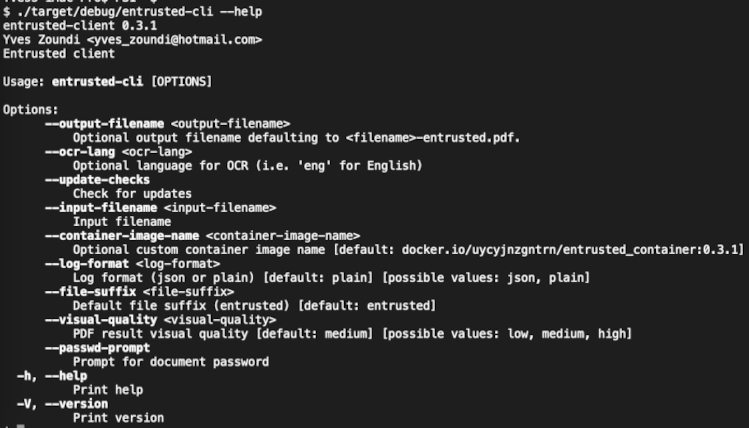 $ ./target/debug/entrusted-cli --help
entrusted-client 0.3.1
Yves Zoundi <yves_zoundi@hotmail.com>
Entrusted client

Usage: entrusted-cli [OPTIONS]

Options:
      --output-filename <output-filename>
          Optional output filename defaulting to <filename>-entrusted.pdf.
      --ocr-lang <ocr-lang>
          Optional language for OCR (i.e. 'eng' for English)
      --update-checks
          Check for updates
      --input-filename <input-filename>
          Input filename
      --container-image-name <container-image-name>
          Optional custom container image name [default: docker.io/uycyjnzgntrn/entrusted_container:0.3.1]
      --log-format <log-format>
          Log format (json or plain) [default: plain] [possible values: json, plain]
      --file-suffix <file-suffix>
          Default file suffix (entrusted) [default: entrusted]
      --visual-quality <visual-quality>
          PDF result visual quality [default: medium] [possible values: low, medium, high]
      --passwd-prompt
          Prompt for document password
  -h, --help
          Print help
  -V, --version
          Print version